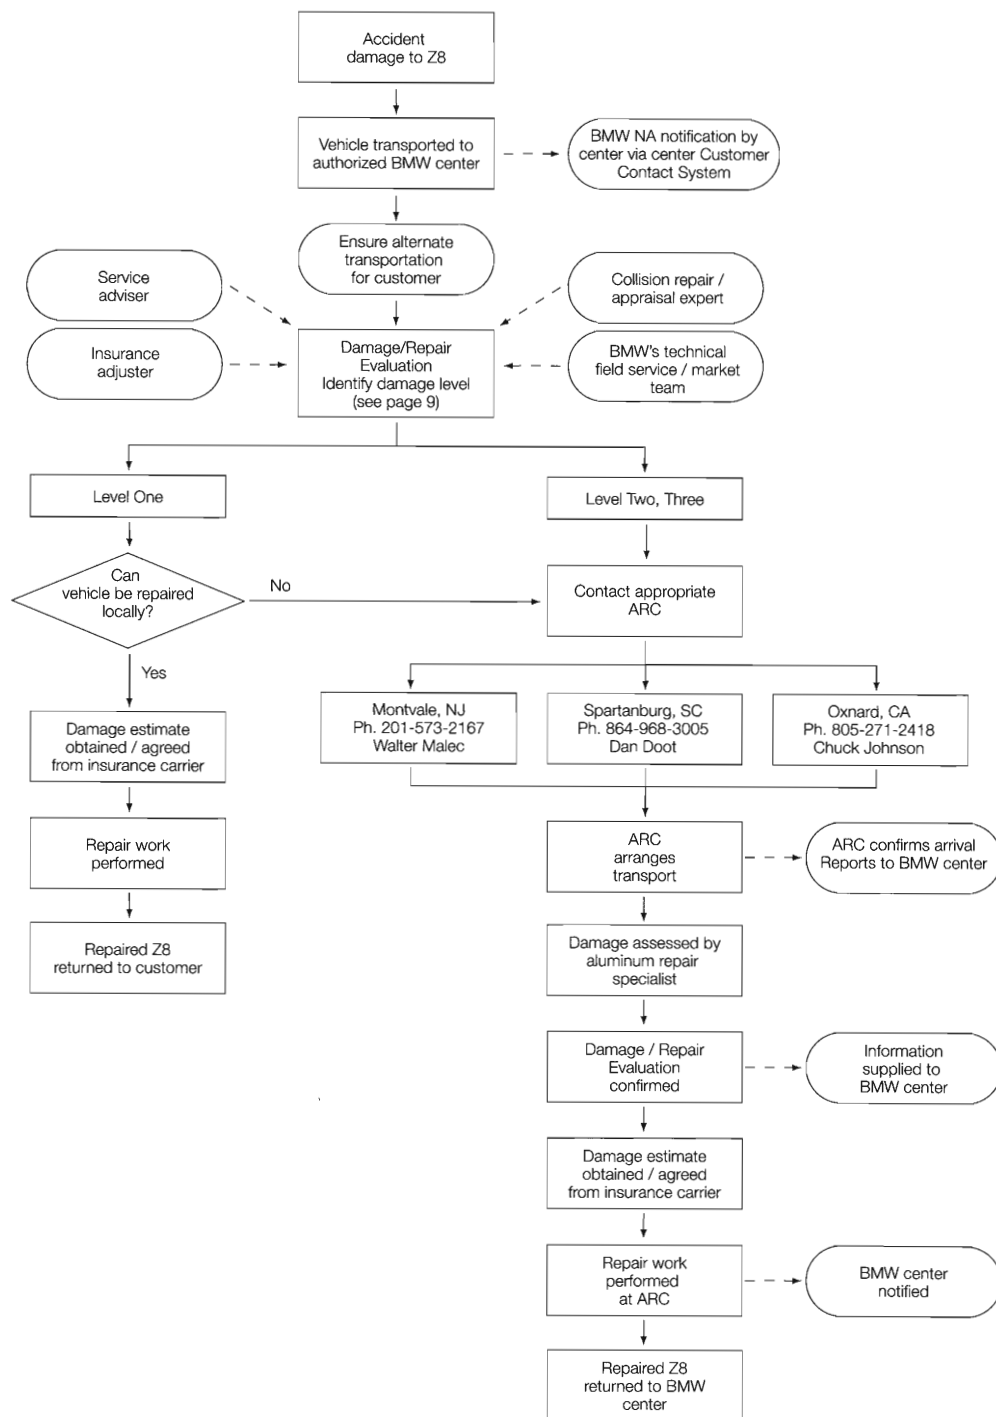 Accident
damage to Z8
Vehicle transported to
authorized BMW center
BMW NA notification by
center via center Customer
Contact System
Ensure alternate
transportation
for customer
Service
adviser
Collision repair /
appraisal expert
Insurance
adjuster
Damage/Repair
Evaluation
Identify damage level
(see page 9)
BMW's technical
field service / market
team
Level One
Level Two, Three
Can
vehicle be repaired
locally?
No
Contact appropriate
ARC
Yes
Montvale, NJ
Ph. 201-573-2167
Walter Malec
Spartanburg, SC
Ph. 864-968-3005
Dan Doot
Oxnard, CA
Ph. 805-271-2418
Chuck Johnson
Damage estimate
obtained / agreed
from insurance carrier
Repair work
performed
Repaired Z8
returned to customer
ARC
arranges
transport
ARC confirms arrival
Reports to BMW center
Damage assessed by
aluminum repair
specialist
Damage / Repair
Evaluation
confirmed
Information
supplied to
BMW center
Damage estimate
obtained / agreed
from insurance carrier
Repair work
performed
at ARC
BMW center
notified
Repaired Z8
returned to BMW
center